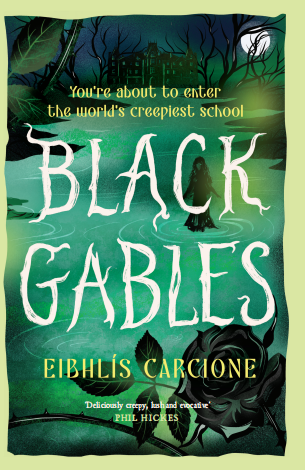 You're about to enter
the world's creepiest school
BLACK
GABLES
EIBHLÍS CARCIONE
'Deliciously creepy, lush and evocative'
PHIL HICKES